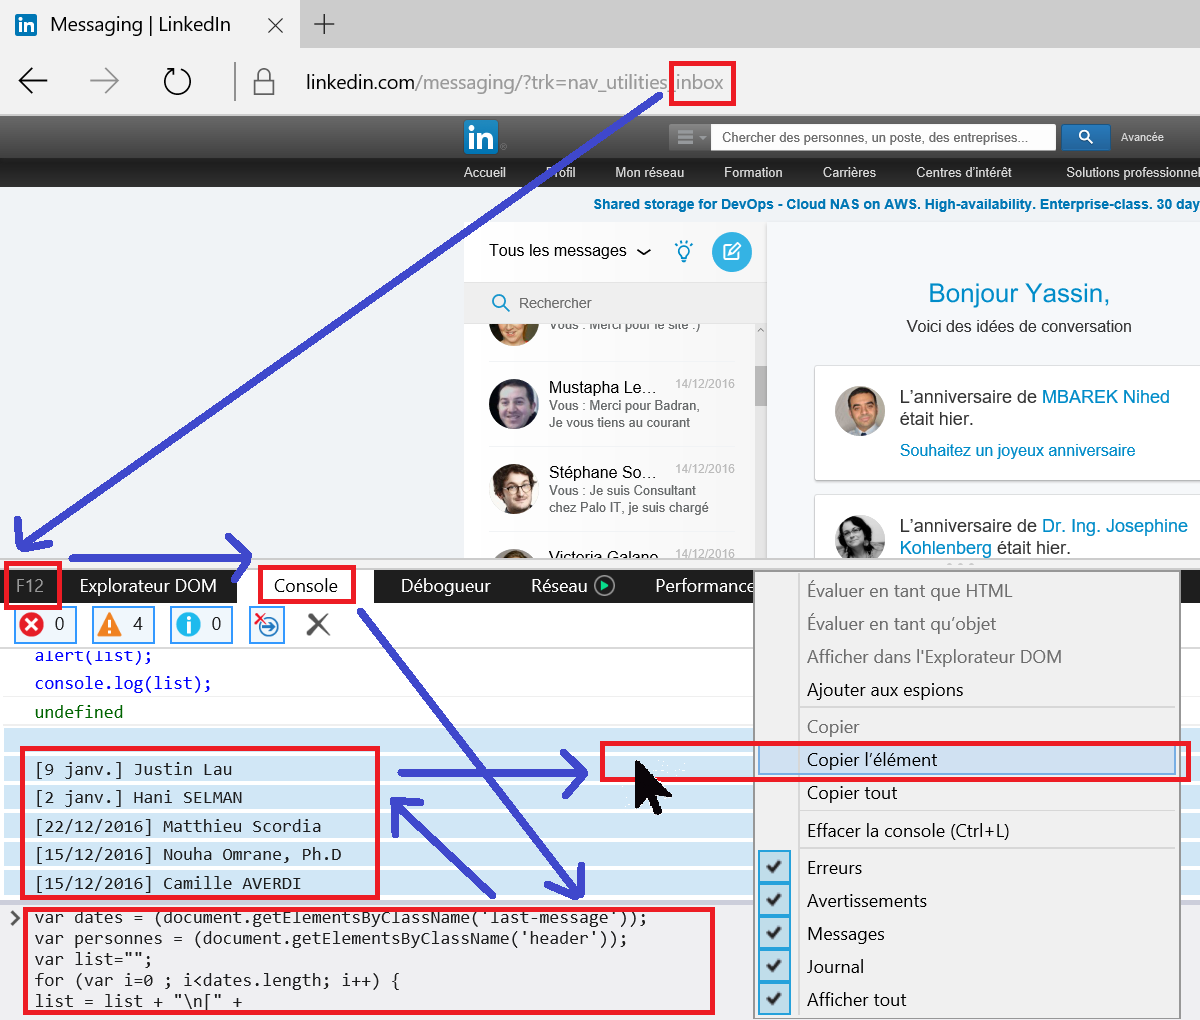 in Messaging | LinkedIn
linkedin.com/messaging/?trk=nav_utilities_inbox
in
Chercher des personnes, un poste, des entreprises...
Avancée
Accueil Profil Mon réseau Formation Carrières Centres d'intérêt Solutions professionnel
Shared storage for DevOps - Cloud NAS on AWS. High-availability. Enterprise-class. 30 day
Tous les messages
Rechercher
Vous : Merci pour le site :)
Mustapha Le... 14/12/2016
Vous : Merci pour Badran,
Je vous tiens au courant
Stéphane So... 14/12/2016
Vous : Je suis Consultant
chez Palo IT, je suis chargé
Victoria Galano 14/12/2016
Bonjour Yassin,
Voici des idées de conversation
L'anniversaire de MBAREK Nihed
était hier.
Souhaitez un joyeux anniversaire
L'anniversaire de Dr. Ing. Josephine
Kohlenberg était hier.
F12 Explorateur DOM Console Débogueur Réseau Performance
0 4 0
alert(list);
console.log(list);
undefined
[9 janv.] Justin Lau
[2 janv.] Hani SELMAN
[22/12/2016] Matthieu Scordia
[15/12/2016] Nouha Omrane, Ph.D
[15/12/2016] Camille AVERDI
var dates = (document.getElementsByClassName('last-message'));
var personnes = (document.getElementsByClassName('header'));
var list="";
for (var i=0 ; i<dates.length; i++) {
list = list + "\n[" +
Évaluer en tant que HTML
Évaluer en tant qu'objet
Afficher dans l'Explorateur DOM
Ajouter aux espions
Copier
Copier l'élément
Copier tout
Effacer la console (Ctrl+L)
Erreurs
Avertissements
Messages
Journal
Afficher tout